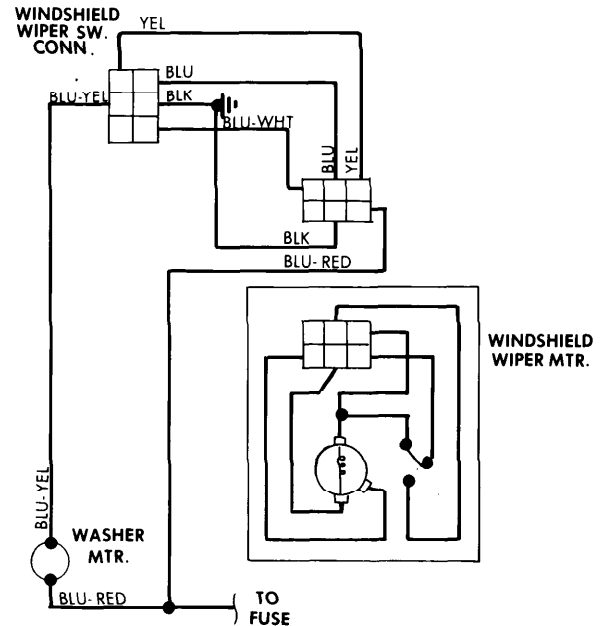 WINDSHIELD
WIPER SW.
CONN.
YEL
BLU
BLU-YEL
BLK
BLU-WHT
BLU
YEL
BLK
BLU-RED
WINDSHIELD
WIPER MTR.
BLU-YEL
WASHER
MTR.
BLU-RED
TO
FUSE